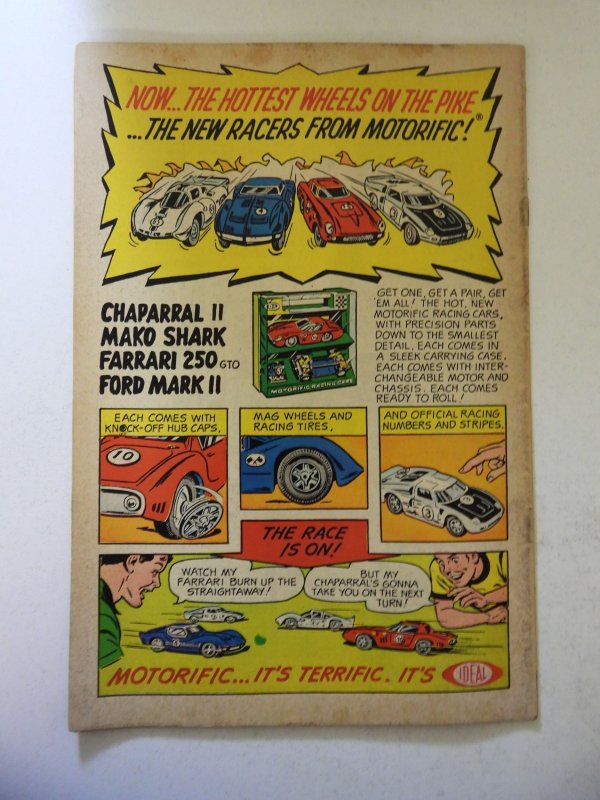 NOW... THE HOTTEST WHEELS ON THE PIKE
...THE NEW RACERS FROM MOTORIFIC!®
CHAPARRAL II
MAKO SHARK
FARRARI 250 GTO
FORD MARK II
MOTORIFIC RACING CARS
GET ONE, GET A PAIR, GET
'EM ALL! THE HOT, NEW
MOTORIFIC RACING CARS,
WITH PRECISION PARTS
DOWN TO THE SMALLEST
DETAIL. EACH COMES IN
A SLEEK CARRYING CASE.
EACH COMES WITH INTER-
CHANGEABLE MOTOR AND
CHASSIS. EACH COMES
READY TO ROLL!
EACH COMES WITH
KNOCK-OFF HUB CAPS,
10
MAG WHEELS AND
RACING TIRES,
AND OFFICIAL RACING
NUMBERS AND STRIPES.
3
THE RACE
IS ON!
WATCH MY
FARRARI BURN UP THE
STRAIGHTAWAY!
BUT MY
CHAPARRAL'S GONNA
TAKE YOU ON THE NEXT
TURN!
MOTORIFIC... IT'S TERRIFIC. IT'S IDEAL